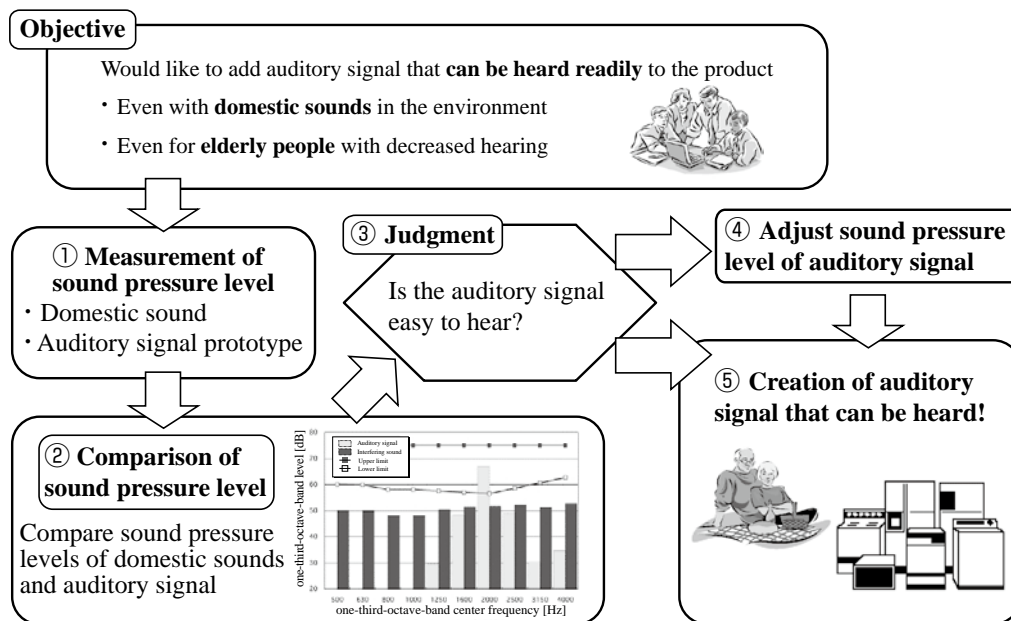 Objective
Would like to add auditory signal that can be heard readily to the product
・Even with domestic sounds in the environment
・Even for elderly people with decreased hearing
① Measurement of
sound pressure level
・Domestic sound
・Auditory signal prototype
② Comparison of
sound pressure level
Compare sound pressure
levels of domestic sounds
and auditory signal
one-third-octave-band level [dB]
80
70
60
50
40
30
20
Auditory signal
Interfering sound
Upper limit
Lower limit
500 630 800 1000 1250 1600 2000 2500 3150 4000
one-third-octave-band center frequency [Hz]
③ Judgment
Is the auditory signal
easy to hear?
④ Adjust sound pressure
level of auditory signal
⑤ Creation of auditory
signal that can be heard!